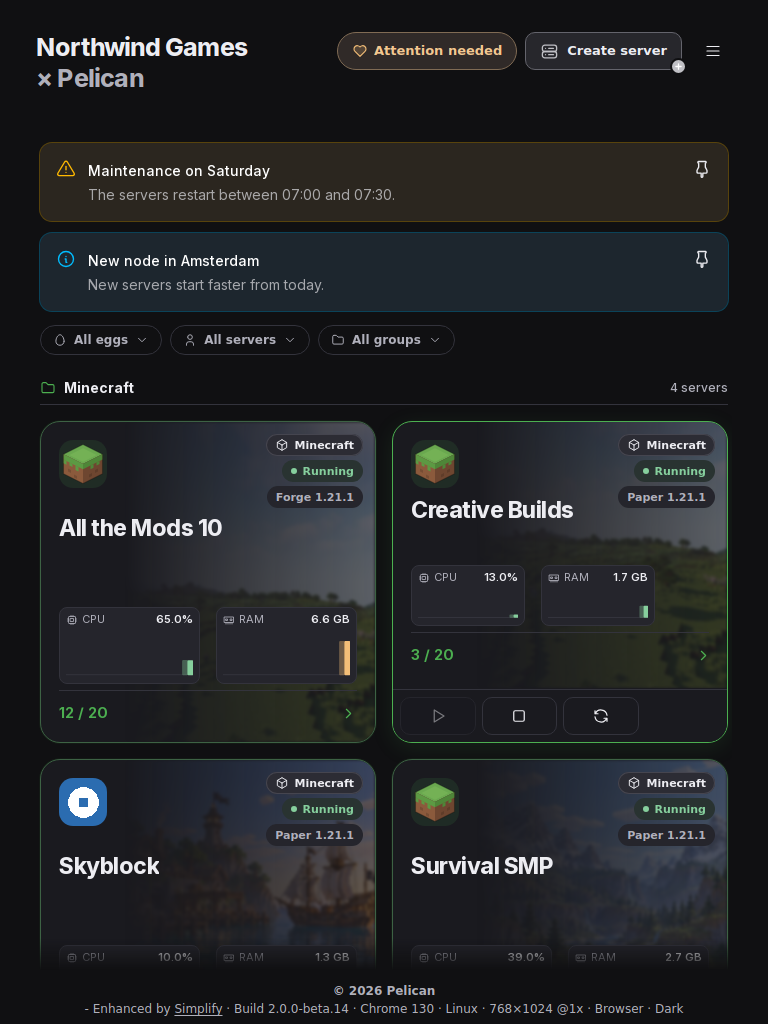 Northwind Games
× Pelican
Attention needed
Create server
Maintenance on Saturday
The servers restart between 07:00 and 07:30.
New node in Amsterdam
New servers start faster from today.
All eggs
All servers
All groups
Minecraft
4 servers
Minecraft
Running
Forge 1.21.1
All the Mods 10
CPU 65.0%
RAM 6.6 GB
12 / 20
Minecraft
Running
Paper 1.21.1
Creative Builds
CPU 13.0%
RAM 1.7 GB
3 / 20
Minecraft
Running
Paper 1.21.1
Skyblock
CPU 10.0%
RAM 1.3 GB
Minecraft
Running
Paper 1.21.1
Survival SMP
CPU 39.0%
RAM 2.7 GB
© 2026 Pelican
- Enhanced by Simplify · Build 2.0.0-beta.14 · Chrome 130 · Linux · 768×1024 @1x · Browser · Dark